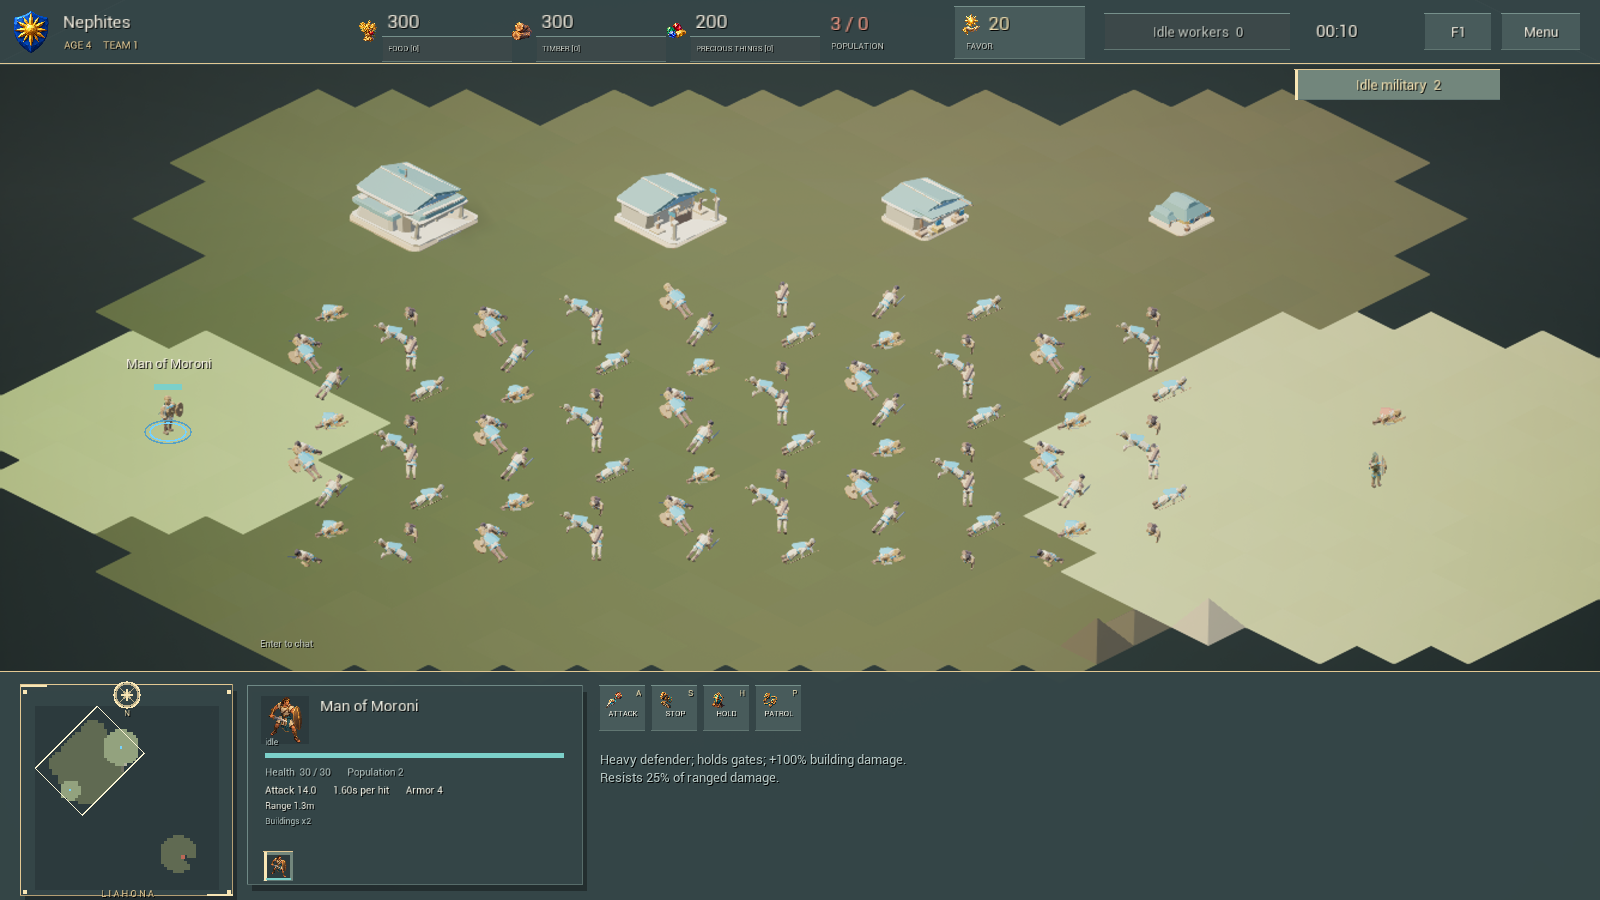 Nephites
AGE 4 TEAM 1
300
FOOD [0]
300
TIMBER [0]
200
PRECIOUS THINGS [0]
3 / 0
POPULATION
20
FAVOR
Idle workers 0
00:10
F1
Menu
Idle military 2
Man of Moroni
Enter to chat
N
LIAHONA
Man of Moroni
idle
Health 30 / 30 Population 2
Attack 14.0 1.60s per hit Armor 4
Range 1.3m
Buildings x2
A
ATTACK
S
STOP
H
HOLD
P
PATROL
Heavy defender; holds gates; +100% building damage.
Resists 25% of ranged damage.